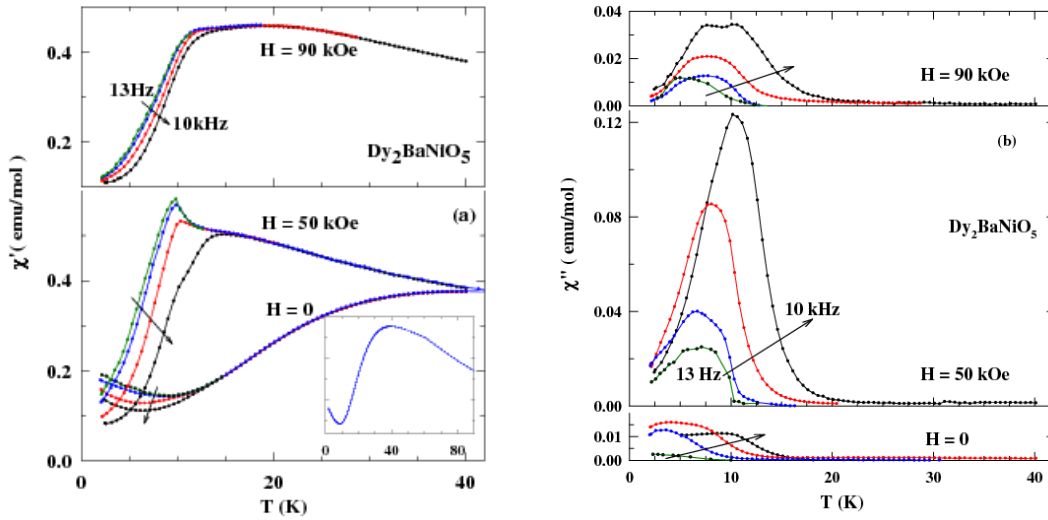 0.4
0.2
H = 90 kOe
13Hz
10kHz
Dy₂BaNiO₅
χ'( emu/mol )
0.4
0.2
0.0
(a)
H = 50 kOe
H = 0
0 40 80
0 10 20 30 40
T (K)
0.04
0.02
0.00
H = 90 kOe
χ'' ( emu/mol )
0.12
0.08
0.04
0.00
(b)
Dy₂BaNiO₅
10 kHz
13 Hz
H = 50 kOe
0.01
0.00
H = 0
0 10 20 30 40
T (K)